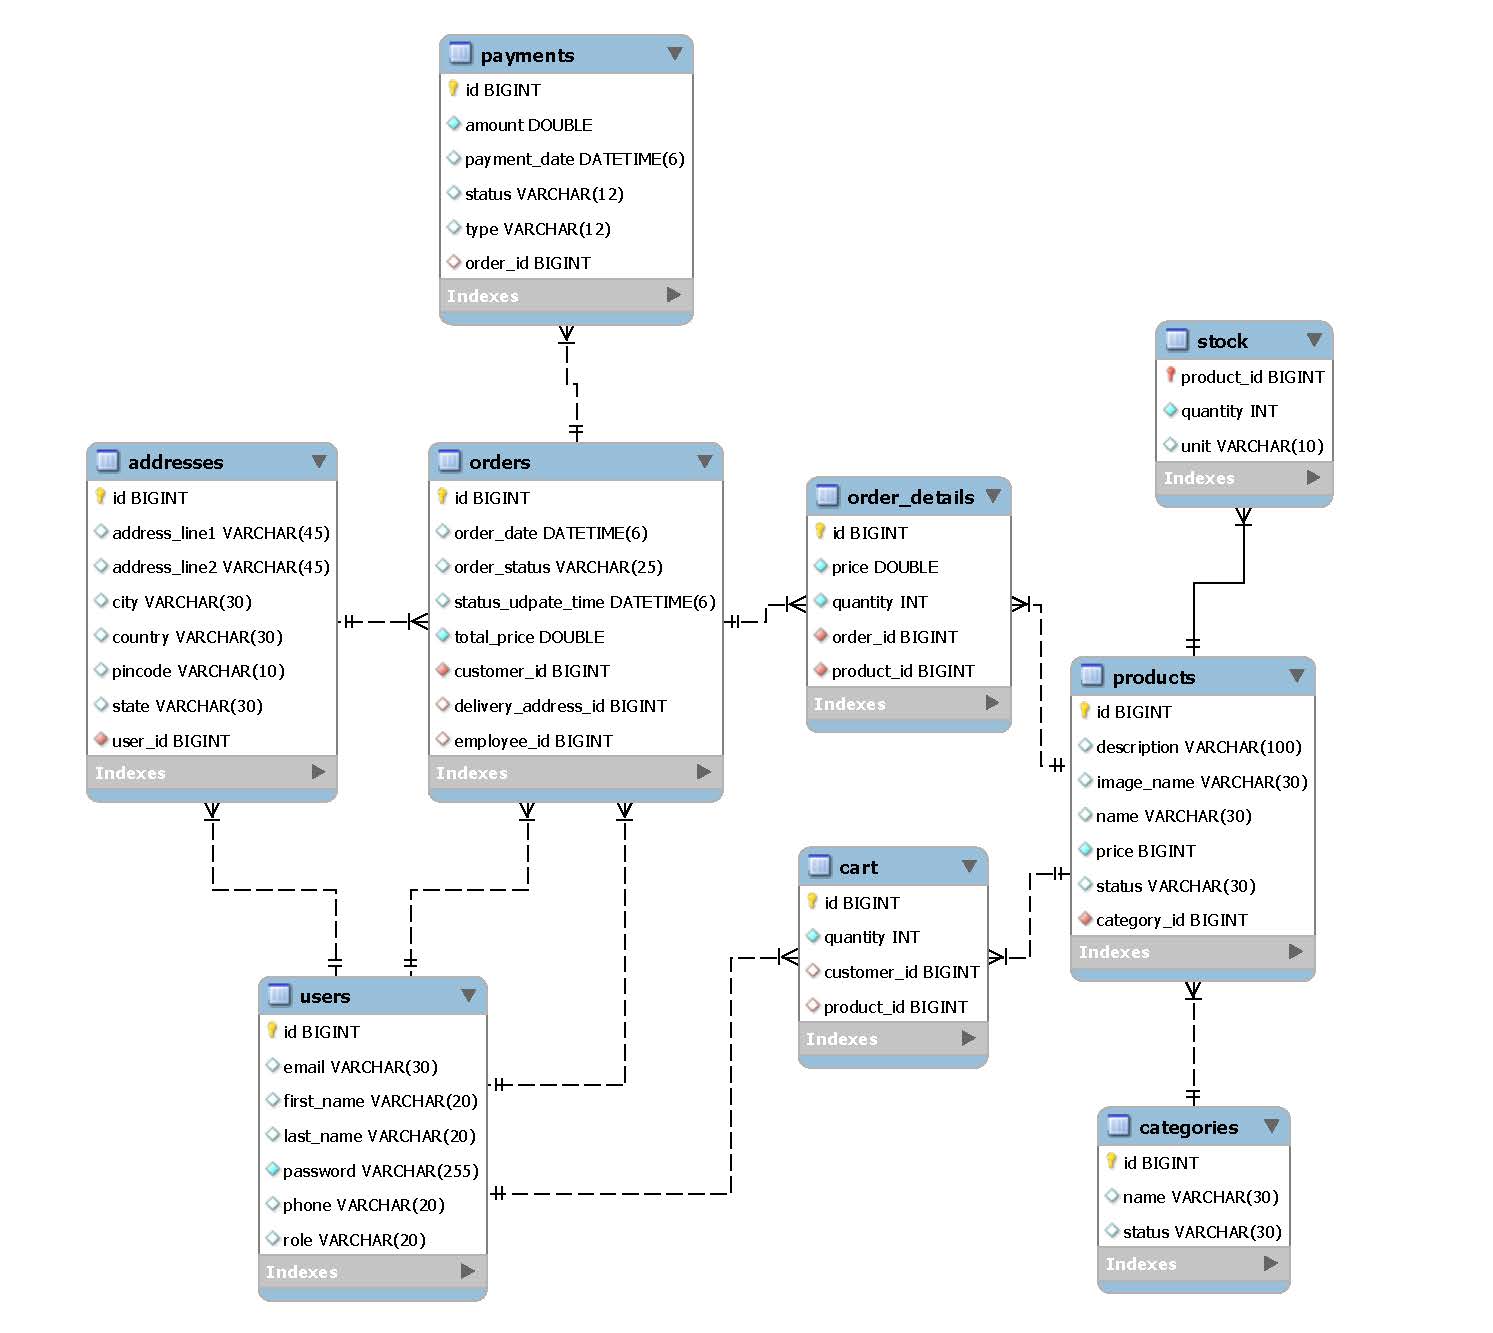 payments
id BIGINT
amount DOUBLE
payment_date DATETIME(6)
status VARCHAR(12)
type VARCHAR(12)
order_id BIGINT
Indexes
stock
product_id BIGINT
quantity INT
unit VARCHAR(10)
Indexes
addresses
id BIGINT
address_line1 VARCHAR(45)
address_line2 VARCHAR(45)
city VARCHAR(30)
country VARCHAR(30)
pincode VARCHAR(10)
state VARCHAR(30)
user_id BIGINT
Indexes
orders
id BIGINT
order_date DATETIME(6)
order_status VARCHAR(25)
status_udpate_time DATETIME(6)
total_price DOUBLE
customer_id BIGINT
delivery_address_id BIGINT
employee_id BIGINT
Indexes
order_details
id BIGINT
price DOUBLE
quantity INT
order_id BIGINT
product_id BIGINT
Indexes
products
id BIGINT
description VARCHAR(100)
image_name VARCHAR(30)
name VARCHAR(30)
price BIGINT
status VARCHAR(30)
category_id BIGINT
Indexes
cart
id BIGINT
quantity INT
customer_id BIGINT
product_id BIGINT
Indexes
users
id BIGINT
email VARCHAR(30)
first_name VARCHAR(20)
last_name VARCHAR(20)
password VARCHAR(255)
phone VARCHAR(20)
role VARCHAR(20)
Indexes
categories
id BIGINT
name VARCHAR(30)
status VARCHAR(30)
Indexes